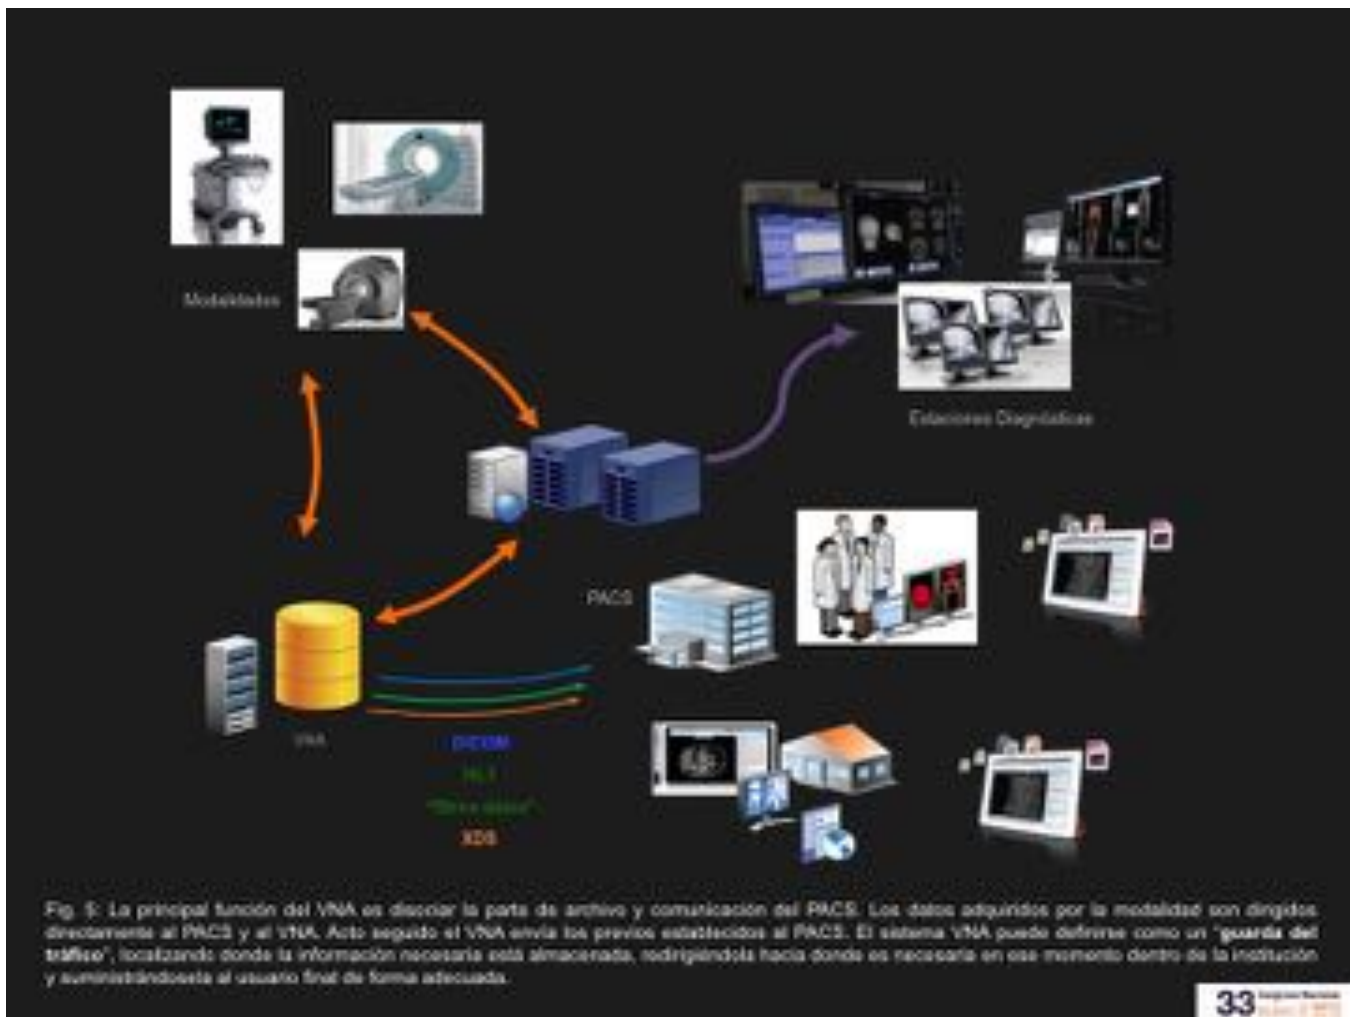 Modalidades
Estaciones Diagnósticas
PACS
VNA
DICOM
HL7
XDS
Fig. 5: La principal función del VNA es disociar la parte de archivo y comunicación del PACS. Los datos adquiridos por la modalidad son dirigidos
directamente al PACS y al VNA. Acto seguido el VNA envía los previos establecidos al PACS. El sistema VNA puede definirse como un "guarda del
tráfico", localizando donde la información necesaria está almacenada, redirigiéndola hacia donde es necesaria en ese momento dentro de la institución
y suministrándosela al usuario final de forma adecuada.
33 Congreso Nacional